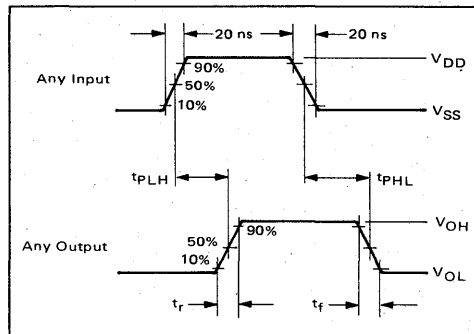 20 ns
20 ns
VDD
90%
Any Input
50%
10%
VSS
tPLH
tPHL
VOH
50%
90%
Any Output
10%
VOL
tr
tf